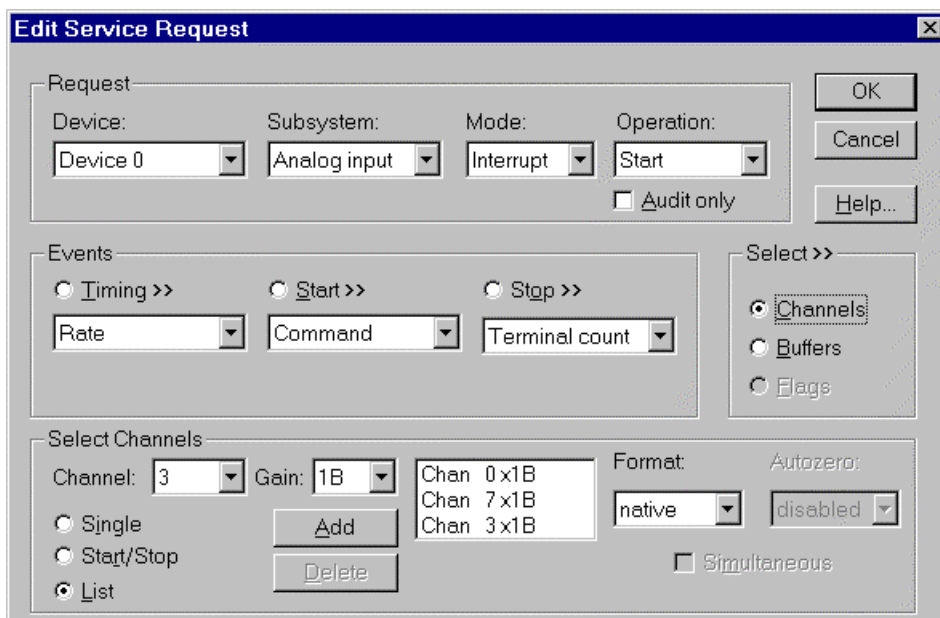 Edit Service Request
Request
Device: Subsystem: Mode: Operation:
Device 0 Analog input Interrupt Start
Audit only
OK
Cancel
Help...
Events
Timing >> Start >> Stop >>
Rate Command Terminal count
Select >>
Channels
Buffers
Flags
Select Channels
Channel: 3 Gain: 1B
Single
Start/Stop
List
Add
Delete
Chan 0 x1B
Chan 7 x1B
Chan 3 x1B
Format: Autozero:
native disabled
Simultaneous